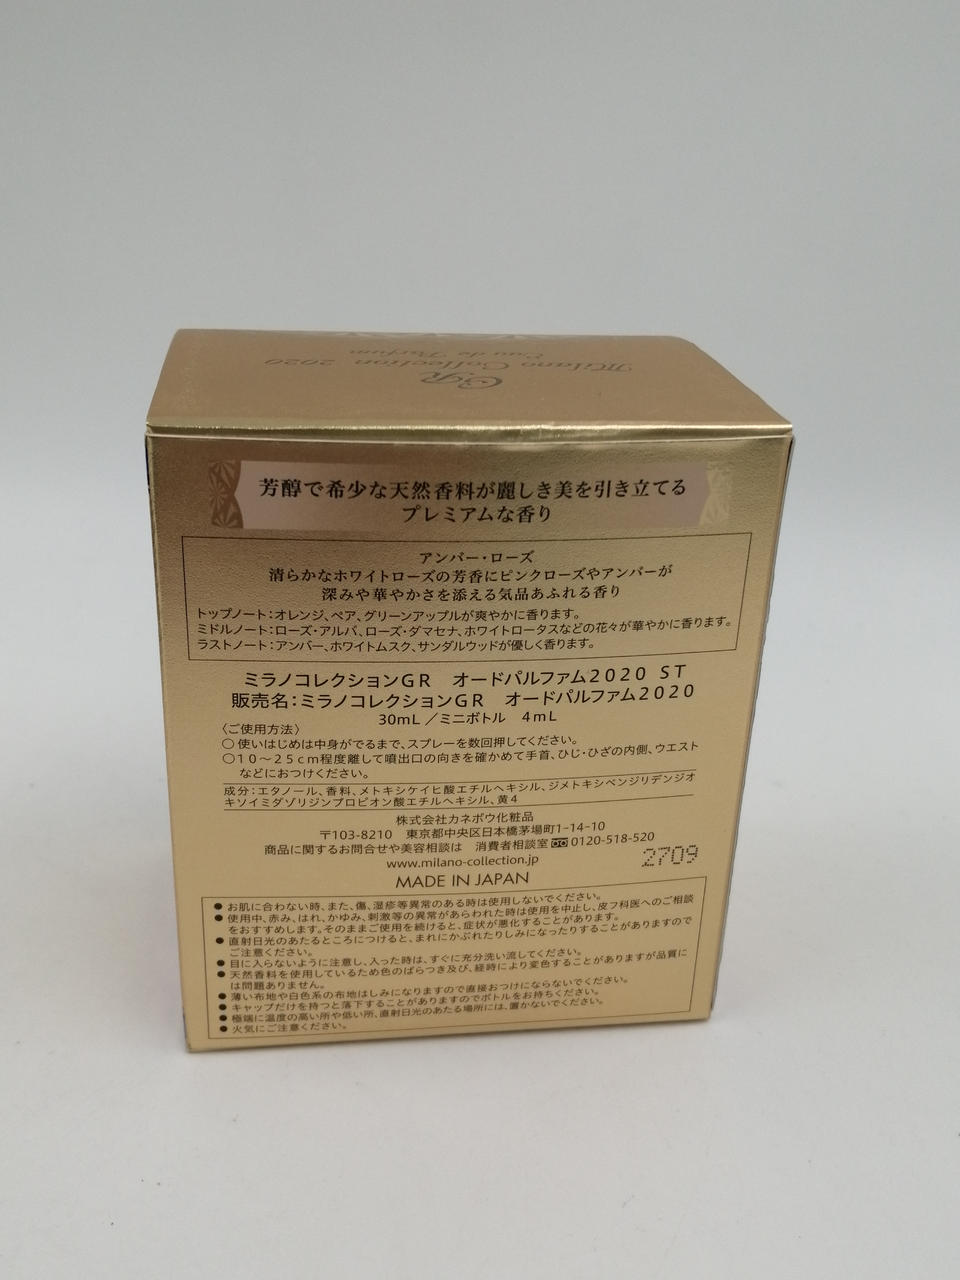 GR
Milano Collection 2020
Eau de Parfum
芳醇で希少な天然香料が麗しき美を引き立てる
プレミアムな香り
アンバー・ローズ
清らかなホワイトローズの芳香にピンクローズやアンバーが
深みや華やかさを添える気品あふれる香り
トップノート:オレンジ、ペア、グリーンアップルが爽やかに香ります。
ミドルノート:ローズ・アルバ、ローズ・ダマセナ、ホワイトロータスなどの花々が華やかに香ります。
ラストノート:アンバー、ホワイトムスク、サンダルウッドが優しく香ります。
ミラノコレクションGR オードパルファム2020 ST
販売名:ミラノコレクションGR オードパルファム2020
30mL/ミニボトル 4mL
〈ご使用方法〉
○使いはじめは中身がでるまで、スプレーを数回押してください。
○10～25cm程度離して噴出口の向きを確かめて手首、ひじ・ひざの内側、ウエスト
などにおつけください。
成分:エタノール、香料、メトキシケイヒ酸エチルヘキシル、ジメトキシベンジリデンジオ
キソイミダゾリジンプロピオン酸エチルヘキシル、黄4
株式会社カネボウ化粧品
〒103-8210 東京都中央区日本橋茅場町1-14-10
商品に関するお問合せや美容相談は 消費者相談室 0120-518-520
www.milano-collection.jp
2709
MADE IN JAPAN
●お肌に合わない時、また、傷、湿疹等異常のある時は使用しないでください。
●使用中、赤み、はれ、かゆみ、刺激等の異常があらわれた時は使用を中止し、皮フ科医へのご相談
をおすすめします。そのままご使用を続けると、症状が悪化することがあります。
●直射日光のあたるところにつけると、まれにかぶれたりしみになったりすることがありますので
ご注意ください。
●目に入らないように注意し、入った時は、すぐに充分洗い流してください。
●天然香料を使用しているため色のばらつき及び、経時により変色することがありますが品質に
は問題ありません。
●薄い布地や白色系の布地はしみになりますので直接おつけにならないでください。
●キャップだけを持つと落下することがありますのでボトルをお持ちください。
●極端に温度の高い所や低い所、直射日光のあたる場所には、置かないでください。
●火気にご注意ください。